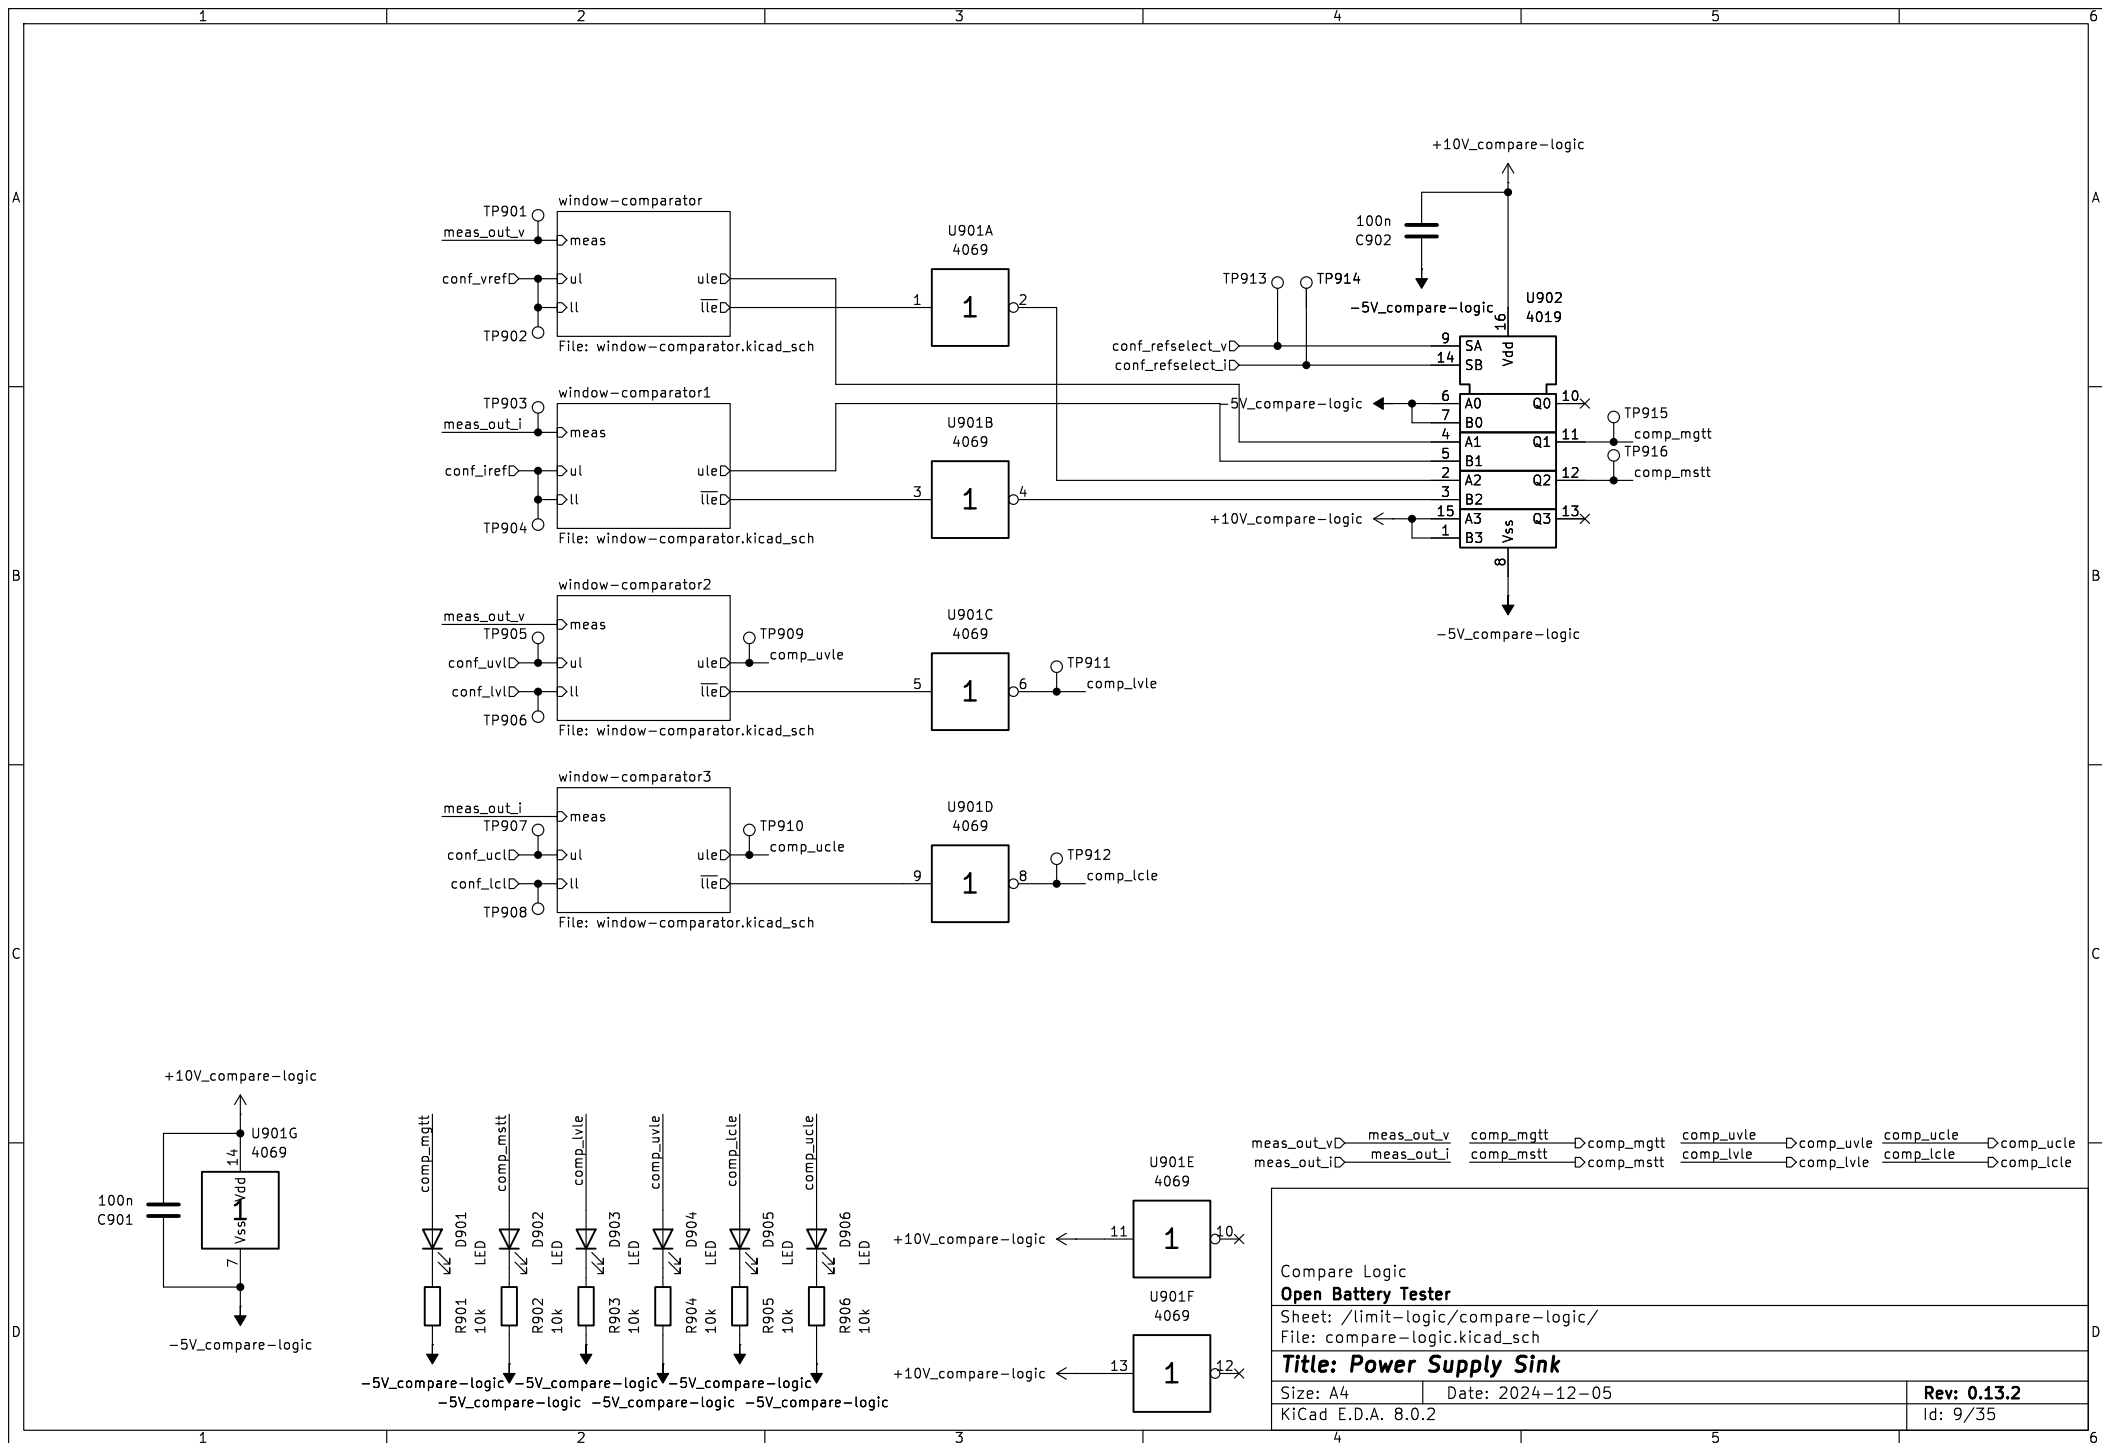 1 2 3 4 5 6
A
B
C
D
A
B
C
D
1 2 3 4 5 6
window-comparator
TP901
meas_out_v
meas
conf_vref
ul
ule
ll
lle
TP902
File: window-comparator.kicad_sch
U901A
4069
1
1
2
window-comparator1
TP903
meas_out_i
meas
conf_iref
ul
ule
ll
lle
TP904
File: window-comparator.kicad_sch
U901B
4069
3
1
4
window-comparator2
meas_out_v
meas
TP905
TP909
conf_uvl
ul
ule
comp_uvle
conf_lvl
ll
lle
TP906
File: window-comparator.kicad_sch
U901C
4069
5
1
6
TP911
comp_lvle
window-comparator3
meas_out_i
meas
TP907
TP910
conf_ucl
ul
ule
comp_ucle
conf_lcl
ll
lle
TP908
File: window-comparator.kicad_sch
U901D
4069
9
1
8
TP912
comp_lcle
+10V_compare-logic
100n
C902
-5V_compare-logic
TP913
TP914
U902
4019
16
Vdd
conf_refselect_v
9 SA
conf_refselect_i
14 SB
-5V_compare-logic
6 A0 Q0 10
7 B0
4 A1 Q1 11
5 B1
2 A2 Q2 12
3 B2
+10V_compare-logic
15 A3 Q3 13
1 B3
Vss
8
-5V_compare-logic
TP915
comp_mgtt
TP916
comp_mstt
+10V_compare-logic
U901G
4069
14
Vdd
1
Vss
7
100n
C901
-5V_compare-logic
comp_mgtt
D901
LED
R901
10k
comp_mstt
D902
LED
R902
10k
comp_lvle
D903
LED
R903
10k
comp_uvle
D904
LED
R904
10k
comp_lcle
D905
LED
R905
10k
comp_ucle
D906
LED
R906
10k
-5V_compare-logic -5V_compare-logic -5V_compare-logic
-5V_compare-logic -5V_compare-logic -5V_compare-logic
U901E
4069
+10V_compare-logic
11
1
10
U901F
4069
+10V_compare-logic
13
1
12
meas_out_v meas_out_v comp_mgtt comp_mgtt comp_uvle comp_uvle comp_ucle comp_ucle
meas_out_i meas_out_i comp_mstt comp_mstt comp_lvle comp_lvle comp_lcle comp_lcle
Compare Logic
Open Battery Tester
Sheet: /limit-logic/compare-logic/
File: compare-logic.kicad_sch
Title: Power Supply Sink
Size: A4 Date: 2024-12-05 Rev: 0.13.2
KiCad E.D.A. 8.0.2 Id: 9/35